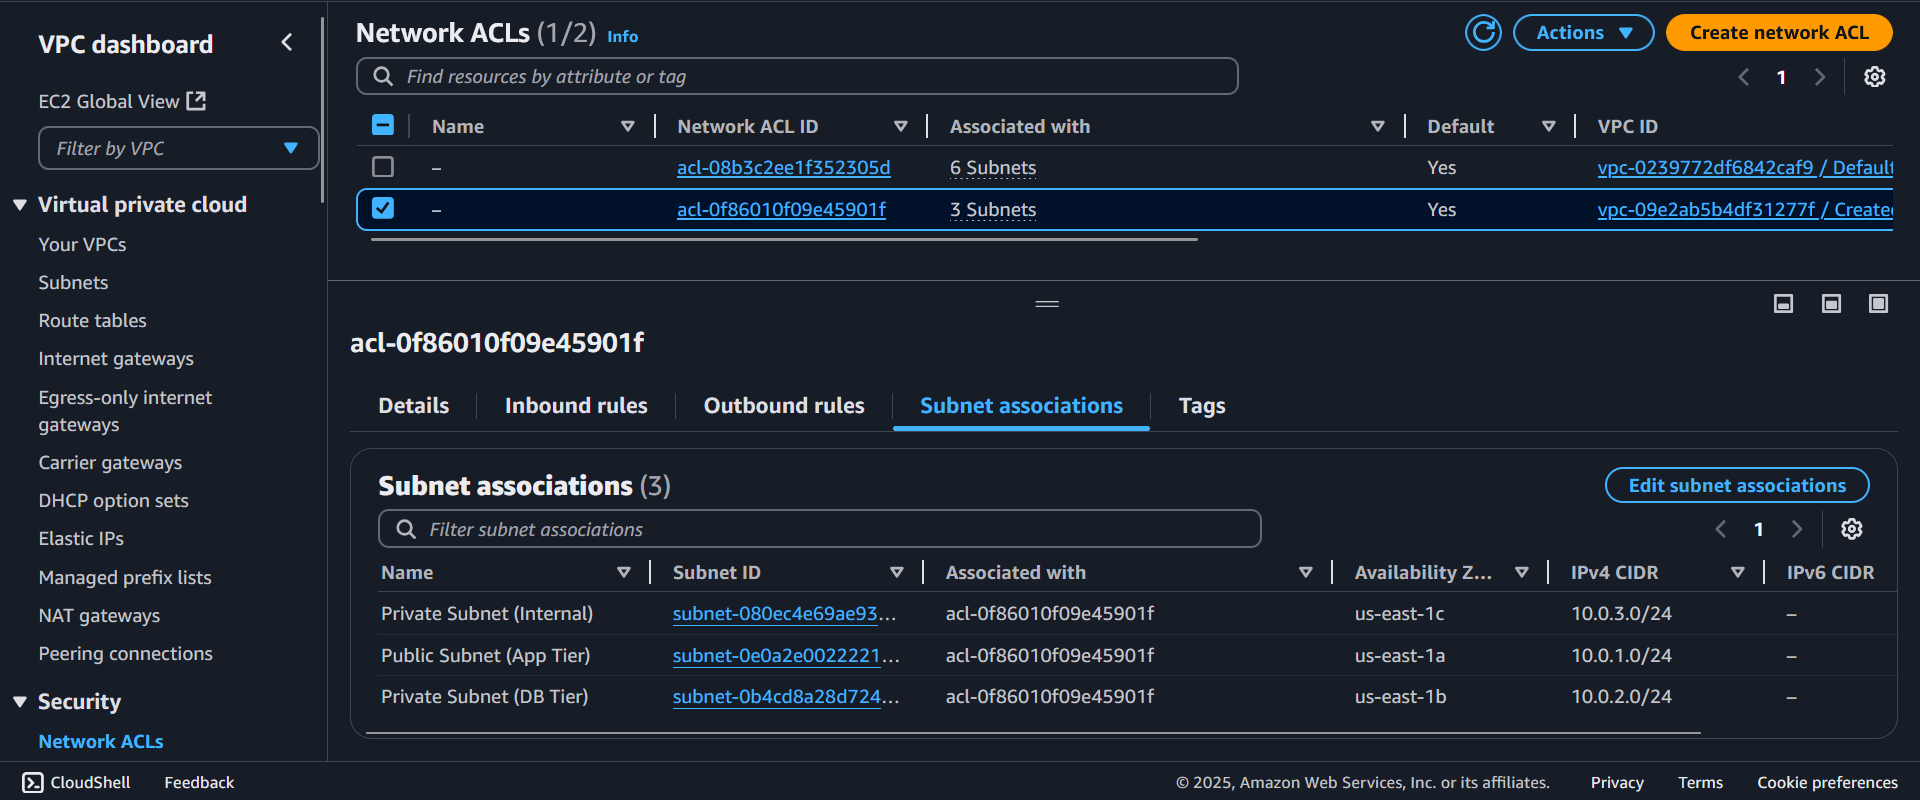 VPC dashboard
EC2 Global View
Filter by VPC
Virtual private cloud
Your VPCs
Subnets
Route tables
Internet gateways
Egress-only internet
gateways
Carrier gateways
DHCP option sets
Elastic IPs
Managed prefix lists
NAT gateways
Peering connections
Security
Network ACLs
Network ACLs (1/2) Info
Actions
Create network ACL
Find resources by attribute or tag
1
Name Network ACL ID Associated with Default VPC ID
– acl-08b3c2ee1f352305d 6 Subnets Yes vpc-0239772df6842caf9 / Default
– acl-0f86010f09e45901f 3 Subnets Yes vpc-09e2ab5b4df31277f / Created
acl-0f86010f09e45901f
Details Inbound rules Outbound rules Subnet associations Tags
Subnet associations (3)
Edit subnet associations
Filter subnet associations
1
Name Subnet ID Associated with Availability Z... IPv4 CIDR IPv6 CIDR
Private Subnet (Internal) subnet-080ec4e69ae93... acl-0f86010f09e45901f us-east-1c 10.0.3.0/24 –
Public Subnet (App Tier) subnet-0e0a2e0022221... acl-0f86010f09e45901f us-east-1a 10.0.1.0/24 –
Private Subnet (DB Tier) subnet-0b4cd8a28d724... acl-0f86010f09e45901f us-east-1b 10.0.2.0/24 –
CloudShell Feedback © 2025, Amazon Web Services, Inc. or its affiliates. Privacy Terms Cookie preferences